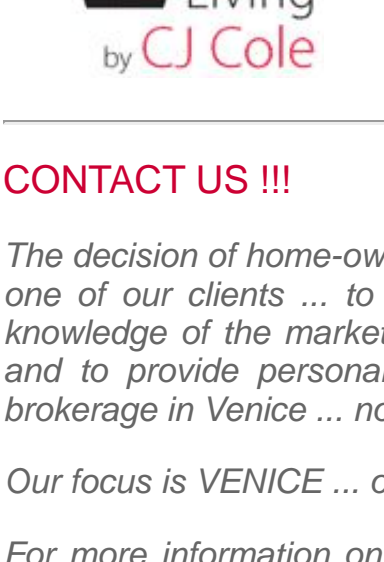 Living
by CJ Cole
CONTACT US !!!
The decision of home-ow
one of our clients ... to
knowledge of the market
and to provide personal
brokerage in Venice ... no
Our focus is VENICE ... o
For more information on